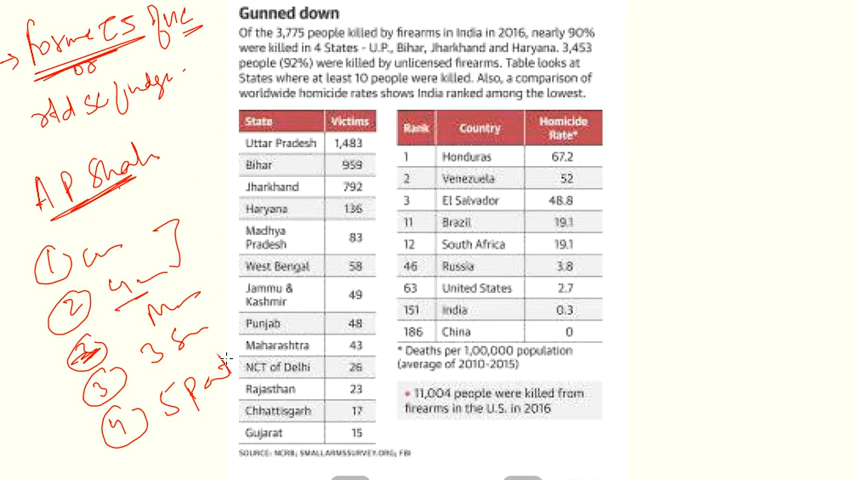 or
A P Shah
1
2
3
3
4
Gunned down
Of the 3,775 people killed by firearms in India in 2016, nearly 90%
were killed in 4 States - U.P., Bihar, Jharkhand and Haryana. 3,453
people (92%) were killed by unlicensed firearms. Table looks at
States where at least 10 people were killed. Also, a comparison of
worldwide homicide rates shows India ranked among the lowest.
State Victims
Uttar Pradesh 1,483
Bihar 959
Jharkhand 792
Haryana 136
Madhya
Pradesh 83
West Bengal 58
Jammu &
Kashmir 49
Punjab 48
Maharashtra 43
NCT of Delhi 26
Rajasthan 23
Chhattisgarh 17
Gujarat 15
Rank Country Homicide
Rate*
1 Honduras 67.2
2 Venezuela 52
3 El Salvador 48.8
11 Brazil 19.1
12 South Africa 19.1
46 Russia 3.8
63 United States 2.7
151 India 0.3
186 China 0
* Deaths per 1,00,000 population
(average of 2010-2015)
• 11,004 people were killed from
firearms in the U.S. in 2016
SOURCE: NCRB; SMALLARMSSURVEY.ORG; FBI